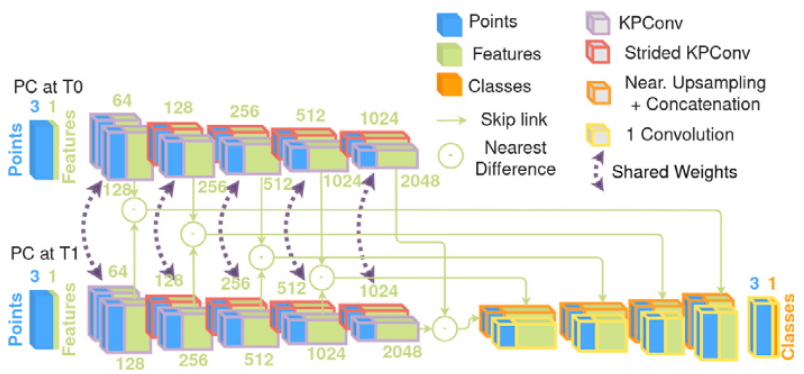 Points
Features
Classes
Skip link
Nearest
Difference
KPConv
Strided KPConv
Near. Upsampling
+ Concatenation
1 Convolution
Shared Weights
PC at T0
3 1
Points
Features
64
128
256
512
1024
128
256
512
1024
2048
-
-
-
-
PC at T1
3 1
Points
Features
64
128
256
512
1024
128
256
512
1024
2048
-
3 1
Classes